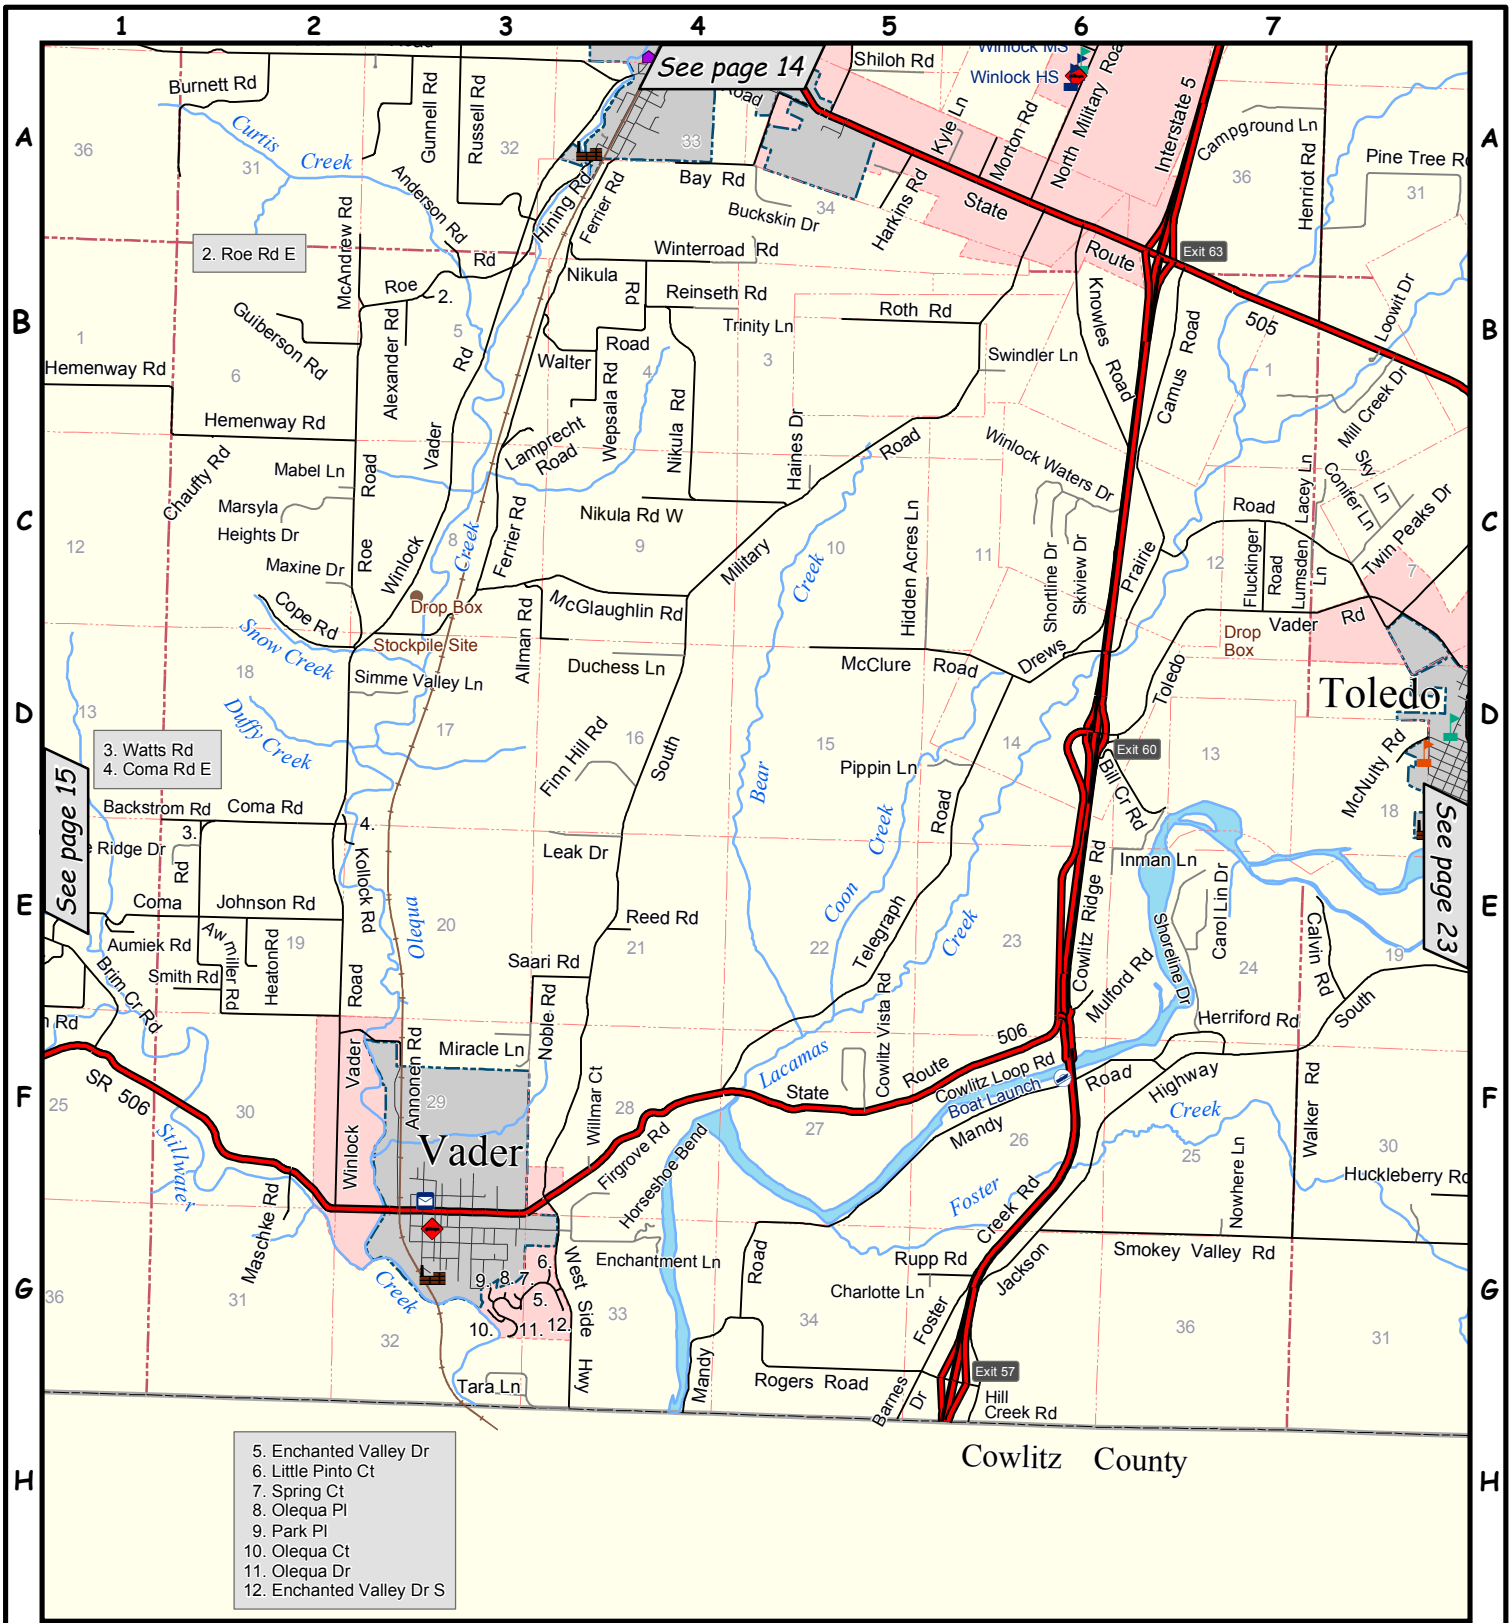 1 2 3 4 5 6 7
A
A
B
B
C
C
D
D
E
E
F
F
G
G
H
H
See page 14
See page 15
See page 23
Road
Burnett Rd
Curtis
Creek
Gunnell Rd
Russell Rd
Anderson Rd
McAndrew Rd
Hining Rd
Ferrier Rd
Road
Bay Rd
Buckskin Dr
Winterroad Rd
Shiloh Rd
Winlock MS
Winlock HS
Kyle Ln
Morton Rd
North Military Road
Interstate 5
Harkins Rd
State
Route
505
Campground Ln
Henriot Rd
Pine Tree Rd
Exit 63
36
31
32
33
34
36
31
2. Roe Rd E
Roe
Rd
2.
Nikula
Rd
Reinseth Rd
Trinity Ln
Roth Rd
Swindler Ln
Knowles
Road
Camus
Road
Loowit Dr
Mill Creek Dr
Guiberson Rd
Alexander Rd
Rd
Walter
Road
Wepsala Rd
Nikula Rd
Hemenway Rd
Hemenway Rd
1
6
5
4
3
1
Chaufty Rd
Mabel Ln
Marsyla
Heights Dr
Maxine Dr
Road
Roe
Vader
Winlock
Lamprecht
Road
Haines Dr
Road
Military
Winlock Waters Dr
Nikula Rd W
Ferrier Rd
Creek
Creek
Hidden Acres Ln
Shortline Dr
Skiview Dr
Prairie
Road
Fluckinger
Road
Lumsden
Ln
Lacey Ln
Conifer Ln
Sky
Ln
Twin Peaks Dr
12
8
9
10
11
12
7
Cope Rd
Snow Creek
Drop Box
Stockpile Site
Simme Valley Ln
Duffy Creek
Allman Rd
McGlaughlin Rd
Duchess Ln
McClure
Road
Drews
Toledo
Vader
Rd
Drop
Box
Toledo
McNulty Rd
Exit 60
Bill Cr Rd
13
18
17
16
15
14
13
18
3. Watts Rd
4. Coma Rd E
Finn Hill Rd
South
Bear
Pippin Ln
Creek
Road
Backstrom Rd
Coma Rd
3.
4.
e Ridge Dr
Rd
Coma
Johnson Rd
Kollock Rd
Olequa
Leak Dr
Reed Rd
Coon
Telegraph
Creek
Cowlitz Ridge Rd
Inman Ln
Shoreline Dr
Carol Lin Dr
Calvin Rd
Aumiek Rd
Smith Rd
Awmiller Rd
Heaton Rd
Brim Cr Rd
Saari Rd
Noble Rd
Cowlitz Vista Rd
Mulford Rd
Herriford Rd
South
19
20
21
22
23
24
19
n Rd
SR 506
Stillwater
Road
Vader
Winlock
Annonen Rd
Miracle Ln
Willmar Ct
Lacamas
State
Route
506
Cowlitz Loop Rd
Boat Launch
Road
Highway
Creek
Mandy
Walker Rd
Vader
Firgrove Rd
Horseshoe Bend
Nowhere Ln
Huckleberry Rd
25
30
29
28
27
26
25
30
Maschke Rd
Creek
Enchantment Ln
West Side
Hwy
Road
Foster
Creek Rd
Rupp Rd
Charlotte Ln
Foster
Jackson
Smokey Valley Rd
6.
9. 8. 7.
5.
10. 11. 12.
36
31
32
33
34
36
31
Tara Ln
Mandy
Rogers Road
Barnes
Dr
Exit 57
Hill
Creek Rd
Cowlitz County
5. Enchanted Valley Dr
6. Little Pinto Ct
7. Spring Ct
8. Olequa Pl
9. Park Pl
10. Olequa Ct
11. Olequa Dr
12. Enchanted Valley Dr S